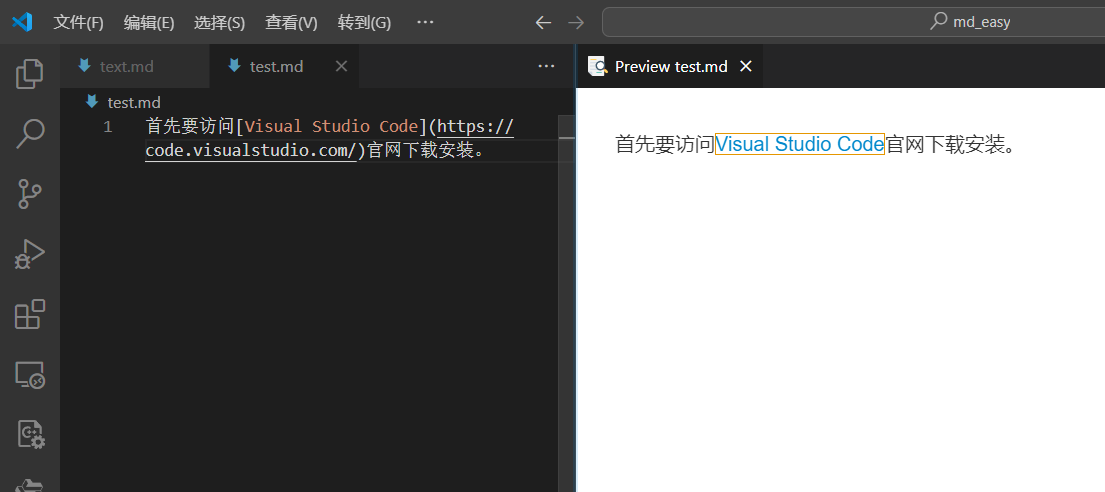 文件(F) 编辑(E) 选择(S) 查看(V) 转到(G) ··· ← → md_easy
text.md test.md × ··· Preview test.md ×
test.md
1 首先要访问[Visual Studio Code](https://
code.visualstudio.com/)官网下载安装。
首先要访问Visual Studio Code官网下载安装。